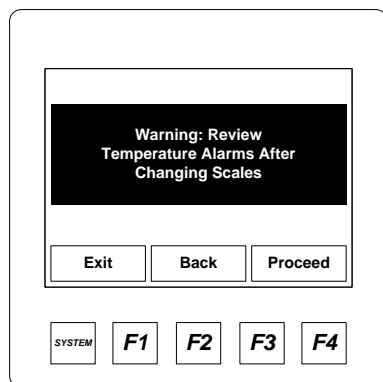 Warning: Review
Temperature Alarms After
Changing Scales
Exit Back Proceed
SYSTEM F1 F2 F3 F4